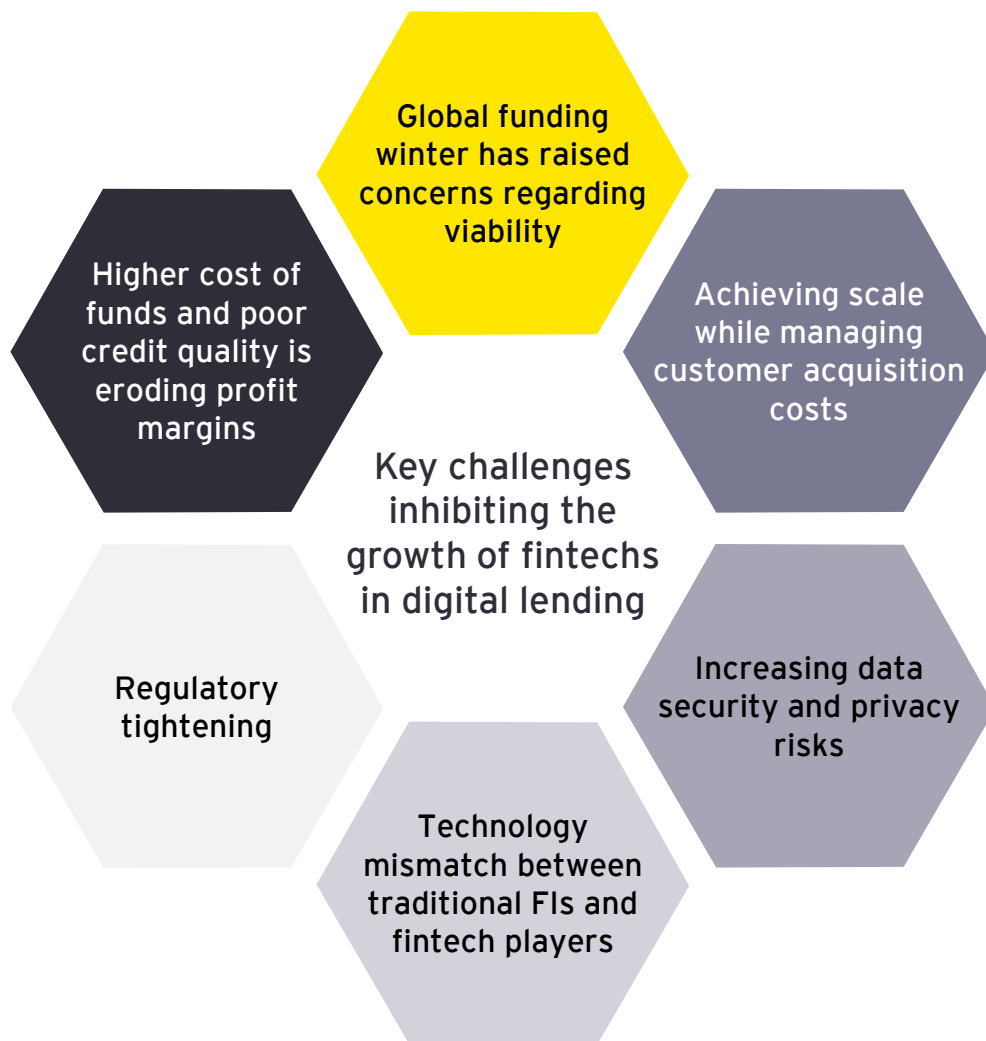 Global funding
winter has raised
concerns regarding
viability
Achieving scale
while managing
customer acquisition
costs
Increasing data
security and privacy
risks
Technology
mismatch between
traditional FIs and
fintech players
Regulatory
tightening
Higher cost of
funds and poor
credit quality is
eroding profit
margins
Key challenges
inhibiting the
growth of fintechs
in digital lending